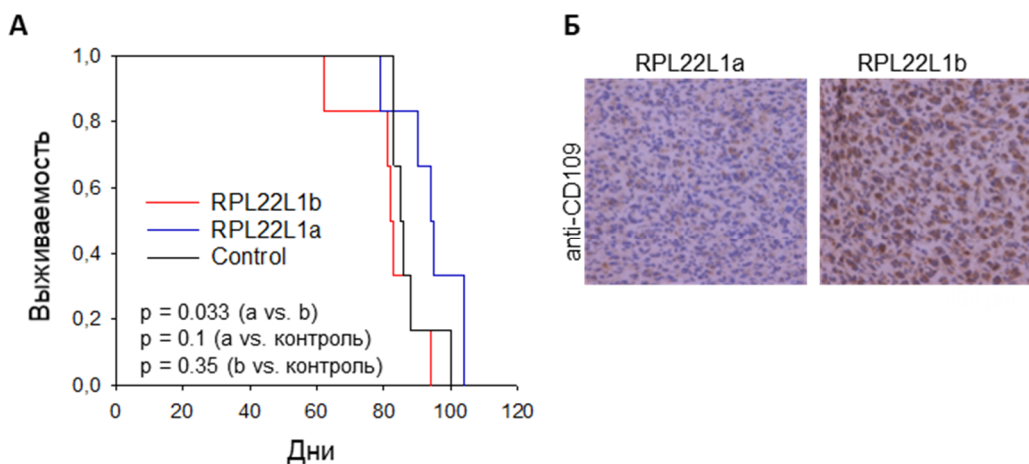 А
Б
RPL22L1a
RPL22L1b
anti-CD109
Выживаемость
1,0
0,8
0,6
0,4
0,2
0,0
RPL22L1b
RPL22L1a
Control
p = 0.033 (a vs. b)
p = 0.1 (a vs. контроль)
p = 0.35 (b vs. контроль)
0
20
40
60
80
100
120
Дни